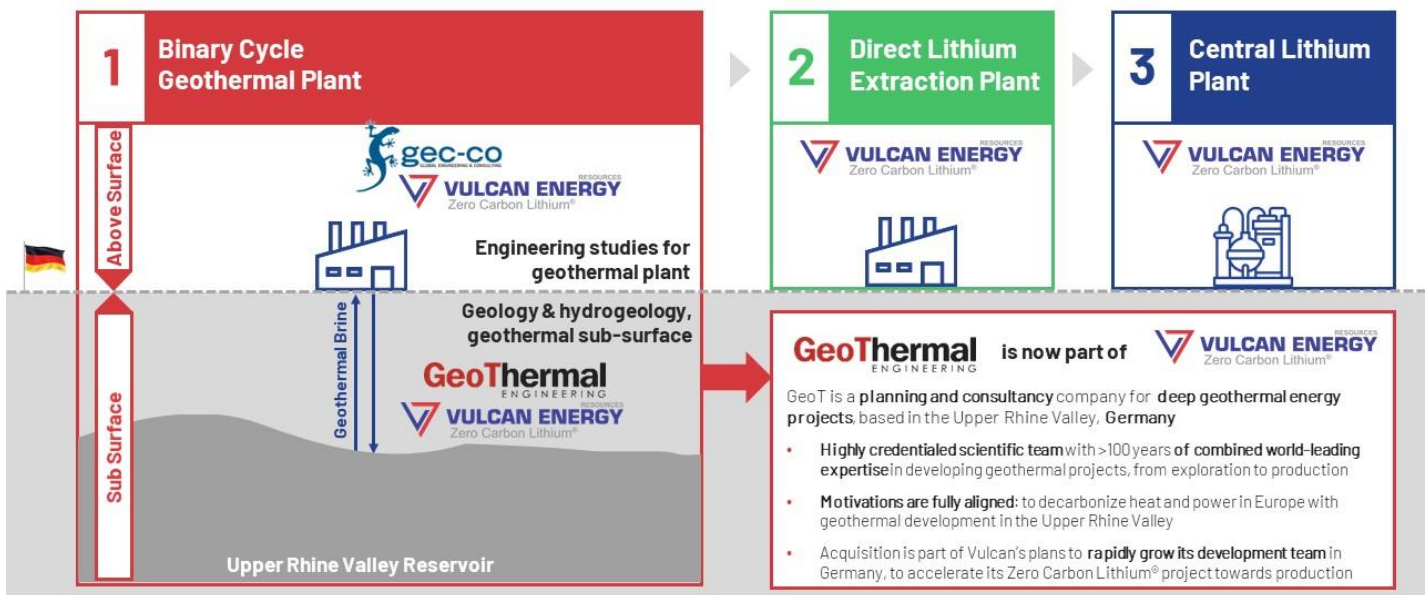 1
Binary Cycle
Geothermal Plant
2
Direct Lithium
Extraction Plant
3
Central Lithium
Plant
Above Surface
gec-co
GLOBAL ENGINEERING & CONSULTING
RESOURCES
VULCAN ENERGY
Zero Carbon Lithium®
Engineering studies for
geothermal plant
RESOURCES
VULCAN ENERGY
Zero Carbon Lithium®
RESOURCES
VULCAN ENERGY
Zero Carbon Lithium®
Sub Surface
Geothermal Brine
Geology & hydrogeology,
geothermal sub-surface
GeoThermal
ENGINEERING
RESOURCES
VULCAN ENERGY
Zero Carbon Lithium®
Upper Rhine Valley Reservoir
GeoThermal
ENGINEERING
is now part of
RESOURCES
VULCAN ENERGY
Zero Carbon Lithium®
GeoT is a planning and consultancy company for deep geothermal energy
projects, based in the Upper Rhine Valley, Germany
• Highly credentialed scientific team with >100 years of combined world-leading
expertise in developing geothermal projects, from exploration to production
• Motivations are fully aligned: to decarbonize heat and power in Europe with
geothermal development in the Upper Rhine Valley
• Acquisition is part of Vulcan's plans to rapidly grow its development team in
Germany, to accelerate its Zero Carbon Lithium® project towards production